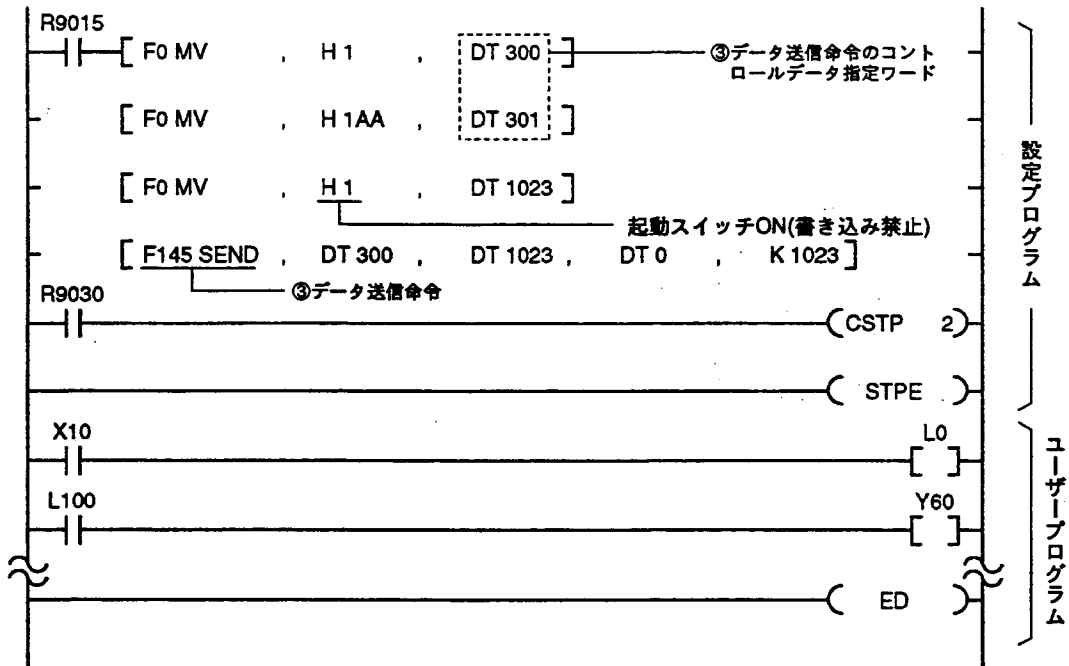 R9015
[ F0 MV , H 1 , DT 300 ]
③データ送信命令のコント
ロールデータ指定ワード
[ F0 MV , H 1AA , DT 301 ]
[ F0 MV , H 1 , DT 1023 ]
起動スイッチON(書き込み禁止)
[ F145 SEND , DT 300 , DT 1023 , DT 0 , K 1023 ]
③データ送信命令
R9030
( CSTP 2 )
( STPE )
設定プログラム
X10
L0
[ ]
L100
Y60
[ ]
( ED )
ユーザープログラム